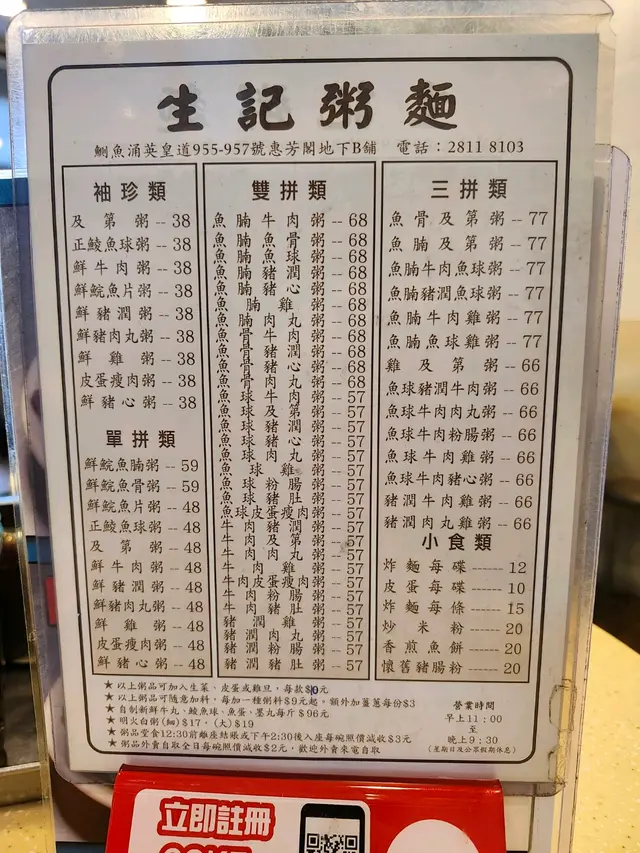 生記粥麵
鰂魚涌英皇道955-957號惠芳閣地下B舖 電話：2811 8103
袖珍類
及第粥 -- 38
正鯪魚球粥 -- 38
鮮牛肉粥 -- 38
鮮鯇魚片粥 -- 38
鮮豬潤粥 -- 38
鮮豬肉丸粥 -- 38
鮮雞粥 -- 38
皮蛋瘦肉粥 -- 38
鮮豬心粥 -- 38
單拼類
鮮鯇魚腩粥 -- 59
鮮鯇魚骨粥 -- 59
鮮鯇魚片粥 -- 48
正鯪魚球粥 -- 48
及第粥 -- 48
鮮牛肉粥 -- 48
鮮豬潤粥 -- 48
鮮豬肉丸粥 -- 48
鮮雞粥 -- 48
皮蛋瘦肉粥 -- 48
鮮豬心粥 -- 48
雙拼類
魚腩牛肉粥 -- 68
魚腩魚骨粥 -- 68
魚腩魚球粥 -- 68
魚腩豬潤粥 -- 68
魚腩豬心粥 -- 68
魚腩雞粥 -- 68
魚腩肉丸粥 -- 68
魚骨牛肉粥 -- 68
魚骨豬潤粥 -- 68
魚骨豬心粥 -- 68
魚骨肉丸粥 -- 68
魚球牛肉粥 -- 57
魚球及第粥 -- 57
魚球豬潤粥 -- 57
魚球豬心粥 -- 57
魚球肉丸粥 -- 57
魚球雞粥 -- 57
魚球粉腸粥 -- 57
魚球豬肚粥 -- 57
魚球皮蛋瘦肉粥 -- 57
牛肉豬潤粥 -- 57
牛肉及第粥 -- 57
牛肉肉丸粥 -- 57
牛肉雞粥 -- 57
牛肉皮蛋瘦肉粥 -- 57
牛肉粉腸粥 -- 57
牛肉豬肚粥 -- 57
豬潤雞粥 -- 57
豬潤肉丸粥 -- 57
豬潤粉腸粥 -- 57
豬潤豬肚粥 -- 57
三拼類
魚骨及第粥 -- 77
魚腩及第粥 -- 77
魚腩牛肉魚球粥 -- 77
魚腩豬潤魚球粥 -- 77
魚腩牛肉雞粥 -- 77
魚腩魚球雞粥 -- 77
雞及第粥 -- 66
魚球豬潤牛肉粥 -- 66
魚球牛肉肉丸粥 -- 66
魚球牛肉粉腸粥 -- 66
魚球牛肉雞粥 -- 66
魚球牛肉豬心粥 -- 66
豬潤牛肉雞粥 -- 66
豬潤肉丸雞粥 -- 66
小食類
炸麵每碟 ------ 12
皮蛋每碟 ------ 10
炸麵每條 ------ 15
炒米粉 ------ 20
香煎魚餅 ------ 20
懷舊豬腸粉 ------ 20
★以上粥品可加入生菜、皮蛋或雞旦，每款$10元
★以上粥品可隨意加料，每加一種粥料$9元起。額外加薑蔥每份$3
★自制新鮮牛丸、鯪魚球、魚蛋、墨丸每斤$96元
★明火白粥(細)$17，(大)$19
★粥品堂食12:30前離座結賬或下午2:30後入座每碗照價減收$3元
★粥品外賣自取全日每碗照價減收$2元，歡迎外賣來電自取
營業時間
早上11：00
至
晚上9：30
(星期日及公眾假期休息)
立即註冊